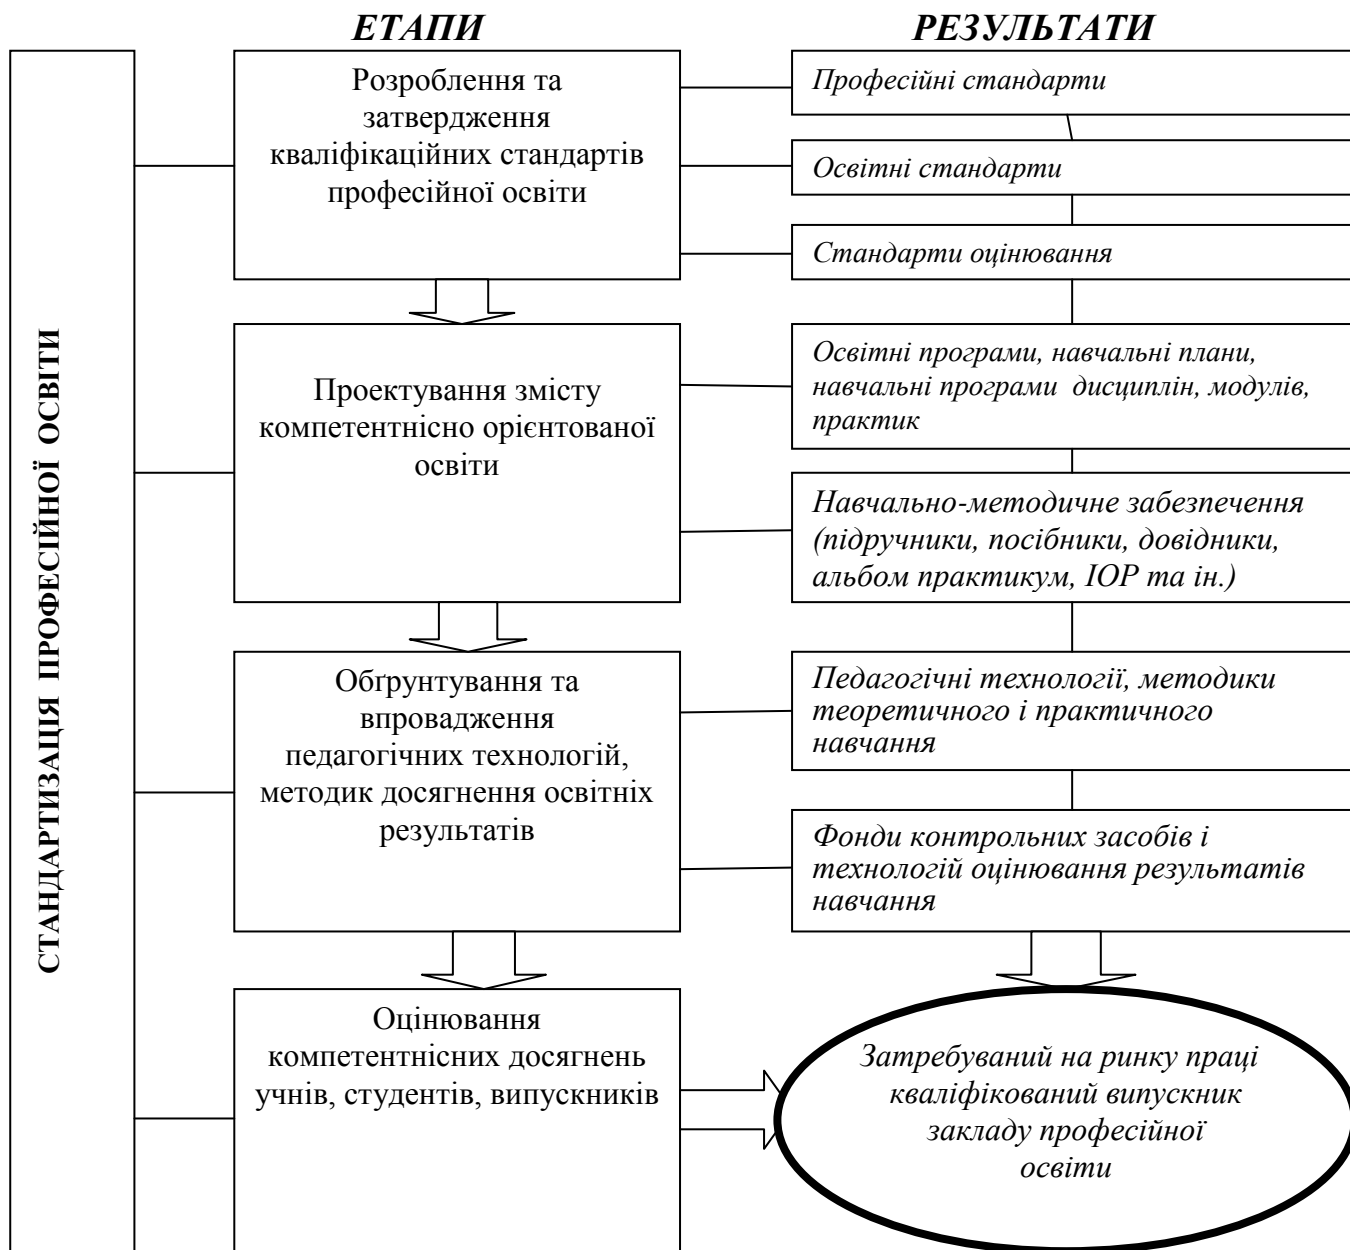 ЕТАПИ
РЕЗУЛЬТАТИ
СТАНДАРТИЗАЦІЯ ПРОФЕСІЙНОЇ ОСВІТИ
Розроблення та
затвердження
кваліфікаційних стандартів
професійної освіти
Професійні стандарти
Освітні стандарти
Стандарти оцінювання
Проектування змісту
компетентнісно орієнтованої
освіти
Освітні програми, навчальні плани,
навчальні програми дисциплін, модулів,
практик
Навчально-методичне забезпечення
(підручники, посібники, довідники,
альбом практикум, ІОР та ін.)
Обґрунтування та
впровадження
педагогічних технологій,
методик досягнення освітніх
результатів
Педагогічні технології, методики
теоретичного і практичного
навчання
Фонди контрольних засобів і
технологій оцінювання результатів
навчання
Оцінювання
компетентнісних досягнень
учнів, студентів, випускників
Затребуваний на ринку праці
кваліфікований випускник
закладу професійної
освіти